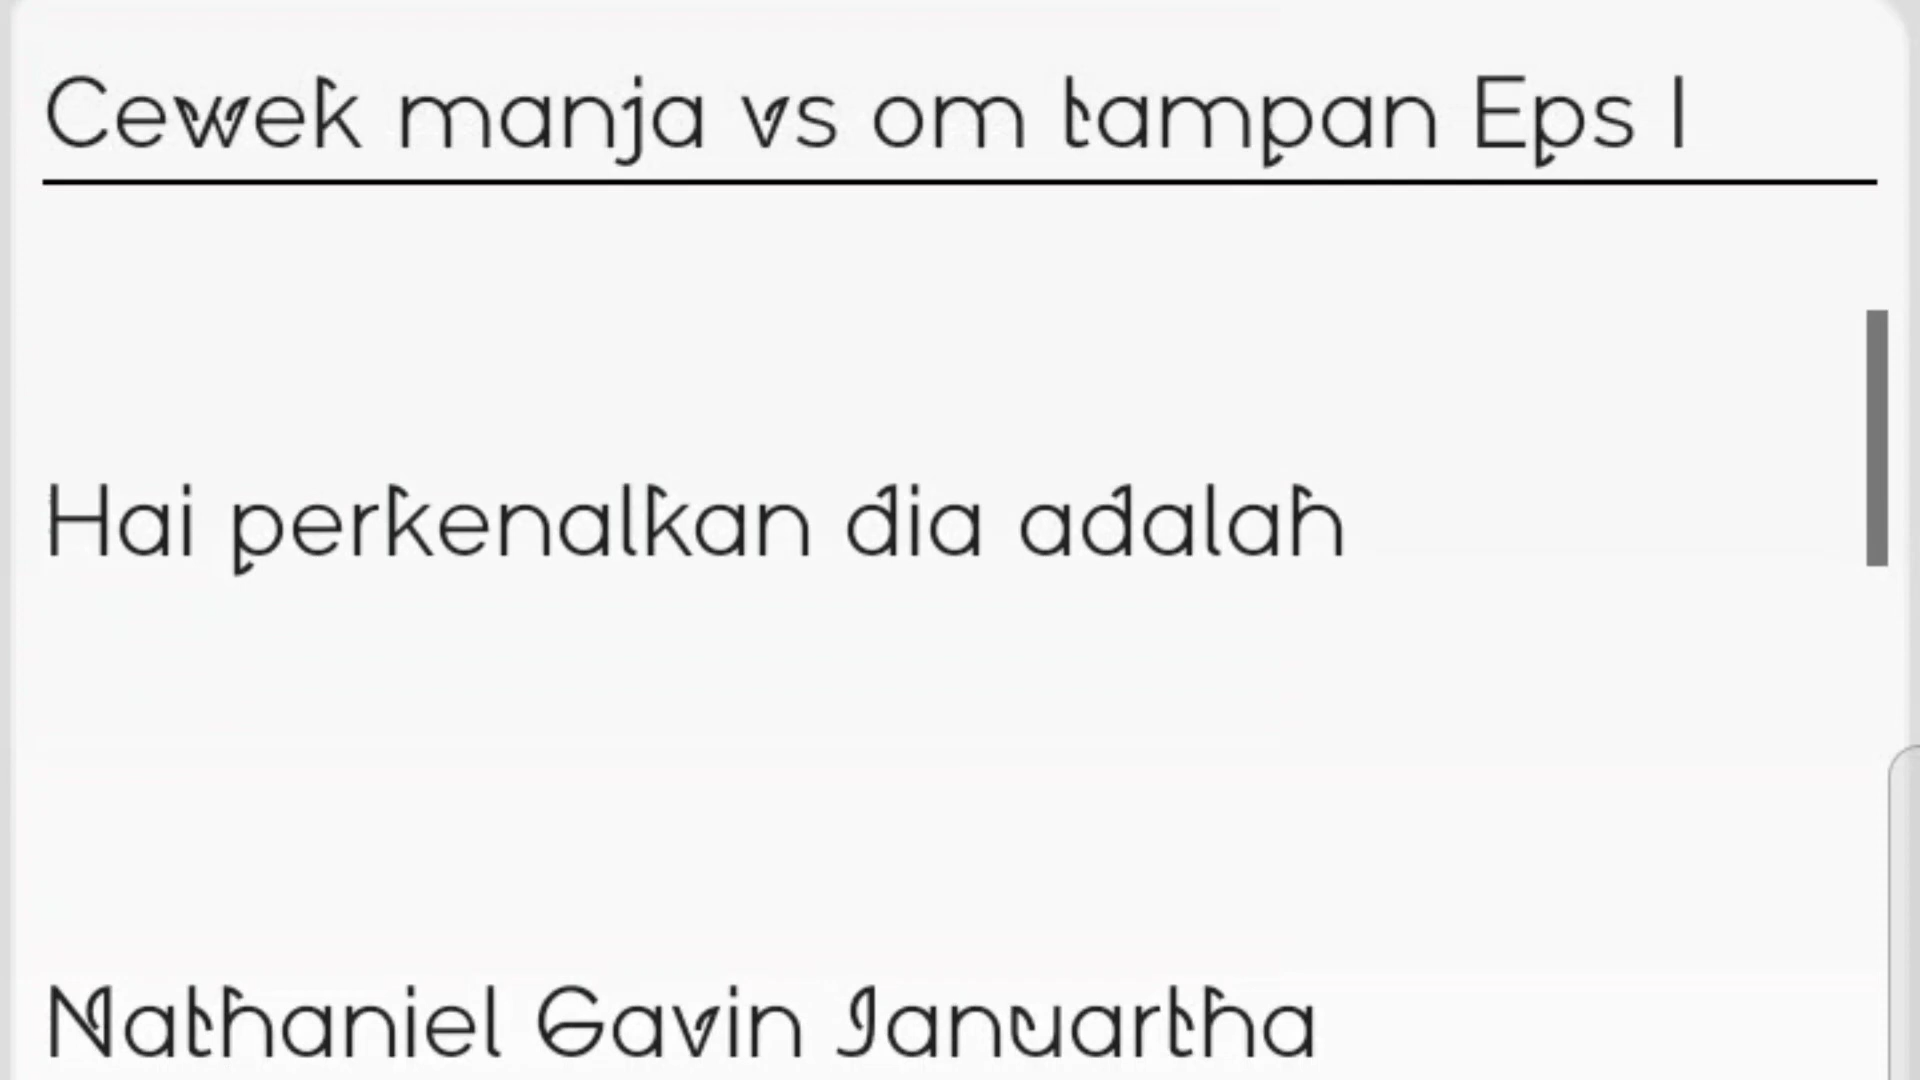 Cewek manja vs om tampan Eps 1
Hai perkenalkan dia adalah
Nathaniel Gavin Januartha